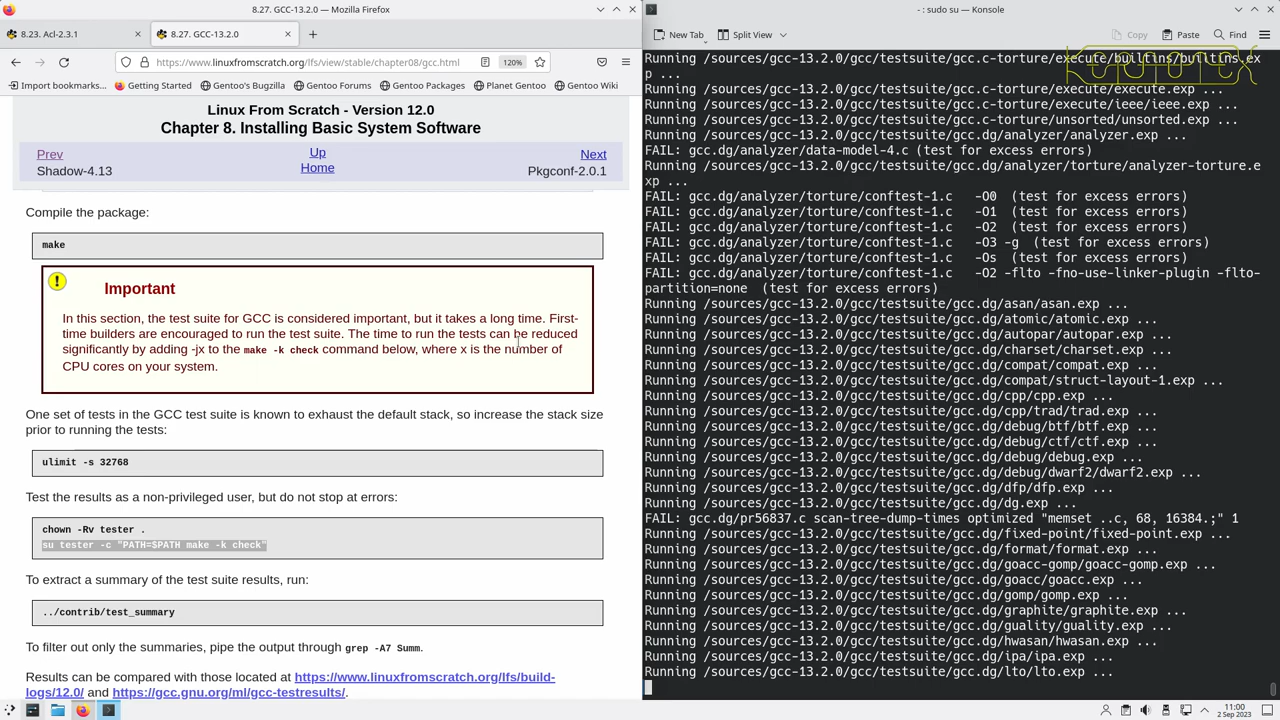 8.27. GCC-13.2.0 — Mozilla Firefox
8.23. Acl-2.3.1
8.27. GCC-13.2.0
https://www.linuxfromscratch.org/lfs/view/stable/chapter08/gcc.html
120%
Import bookmarks...
Getting Started
Gentoo's Bugzilla
Gentoo Forums
Gentoo Packages
Planet Gentoo
Gentoo Wiki
Linux From Scratch - Version 12.0
Chapter 8. Installing Basic System Software
Prev
Up
Next
Shadow-4.13
Home
Pkgconf-2.0.1
Compile the package:
make
Important
In this section, the test suite for GCC is considered important, but it takes a long time. First-
time builders are encouraged to run the test suite. The time to run the tests can be reduced
significantly by adding -jx to the make -k check command below, where x is the number of
CPU cores on your system.
One set of tests in the GCC test suite is known to exhaust the default stack, so increase the stack size
prior to running the tests:
ulimit -s 32768
Test the results as a non-privileged user, but do not stop at errors:
chown -Rv tester .
su tester -c "PATH=$PATH make -k check"
To extract a summary of the test suite results, run:
../contrib/test_summary
To filter out only the summaries, pipe the output through grep -A7 Summ.
Results can be compared with those located at https://www.linuxfromscratch.org/lfs/build-
logs/12.0/ and https://gcc.gnu.org/ml/gcc-testresults/.
- : sudo su — Konsole
New Tab
Split View
Copy
Paste
Find
Running /sources/gcc-13.2.0/gcc/testsuite/gcc.c-torture/execute/builtins/builtins.ex
p ...
Running /sources/gcc-13.2.0/gcc/testsuite/gcc.c-torture/execute/execute.exp ...
Running /sources/gcc-13.2.0/gcc/testsuite/gcc.c-torture/execute/ieee/ieee.exp ...
Running /sources/gcc-13.2.0/gcc/testsuite/gcc.c-torture/unsorted/unsorted.exp ...
Running /sources/gcc-13.2.0/gcc/testsuite/gcc.dg/analyzer/analyzer.exp ...
FAIL: gcc.dg/analyzer/data-model-4.c (test for excess errors)
Running /sources/gcc-13.2.0/gcc/testsuite/gcc.dg/analyzer/torture/analyzer-torture.e
xp ...
FAIL: gcc.dg/analyzer/torture/conftest-1.c   -O0  (test for excess errors)
FAIL: gcc.dg/analyzer/torture/conftest-1.c   -O1  (test for excess errors)
FAIL: gcc.dg/analyzer/torture/conftest-1.c   -O2  (test for excess errors)
FAIL: gcc.dg/analyzer/torture/conftest-1.c   -O3 -g  (test for excess errors)
FAIL: gcc.dg/analyzer/torture/conftest-1.c   -Os  (test for excess errors)
FAIL: gcc.dg/analyzer/torture/conftest-1.c   -O2 -flto -fno-use-linker-plugin -flto-
partition=none  (test for excess errors)
Running /sources/gcc-13.2.0/gcc/testsuite/gcc.dg/asan/asan.exp ...
Running /sources/gcc-13.2.0/gcc/testsuite/gcc.dg/atomic/atomic.exp ...
Running /sources/gcc-13.2.0/gcc/testsuite/gcc.dg/autopar/autopar.exp ...
Running /sources/gcc-13.2.0/gcc/testsuite/gcc.dg/charset/charset.exp ...
Running /sources/gcc-13.2.0/gcc/testsuite/gcc.dg/compat/compat.exp ...
Running /sources/gcc-13.2.0/gcc/testsuite/gcc.dg/compat/struct-layout-1.exp ...
Running /sources/gcc-13.2.0/gcc/testsuite/gcc.dg/cpp/cpp.exp ...
Running /sources/gcc-13.2.0/gcc/testsuite/gcc.dg/cpp/trad/trad.exp ...
Running /sources/gcc-13.2.0/gcc/testsuite/gcc.dg/debug/btf/btf.exp ...
Running /sources/gcc-13.2.0/gcc/testsuite/gcc.dg/debug/ctf/ctf.exp ...
Running /sources/gcc-13.2.0/gcc/testsuite/gcc.dg/debug/debug.exp ...
Running /sources/gcc-13.2.0/gcc/testsuite/gcc.dg/debug/dwarf2/dwarf2.exp ...
Running /sources/gcc-13.2.0/gcc/testsuite/gcc.dg/dfp/dfp.exp ...
Running /sources/gcc-13.2.0/gcc/testsuite/gcc.dg/dg.exp ...
FAIL: gcc.dg/pr56837.c scan-tree-dump-times optimized "memset ..c, 68, 16384.;" 1
Running /sources/gcc-13.2.0/gcc/testsuite/gcc.dg/fixed-point/fixed-point.exp ...
Running /sources/gcc-13.2.0/gcc/testsuite/gcc.dg/format/format.exp ...
Running /sources/gcc-13.2.0/gcc/testsuite/gcc.dg/goacc-gomp/goacc-gomp.exp ...
Running /sources/gcc-13.2.0/gcc/testsuite/gcc.dg/goacc/goacc.exp ...
Running /sources/gcc-13.2.0/gcc/testsuite/gcc.dg/gomp/gomp.exp ...
Running /sources/gcc-13.2.0/gcc/testsuite/gcc.dg/graphite/graphite.exp ...
Running /sources/gcc-13.2.0/gcc/testsuite/gcc.dg/guality/guality.exp ...
Running /sources/gcc-13.2.0/gcc/testsuite/gcc.dg/hwasan/hwasan.exp ...
Running /sources/gcc-13.2.0/gcc/testsuite/gcc.dg/ipa/ipa.exp ...
Running /sources/gcc-13.2.0/gcc/testsuite/gcc.dg/lto/lto.exp ...
11:00
2 Sep 2023